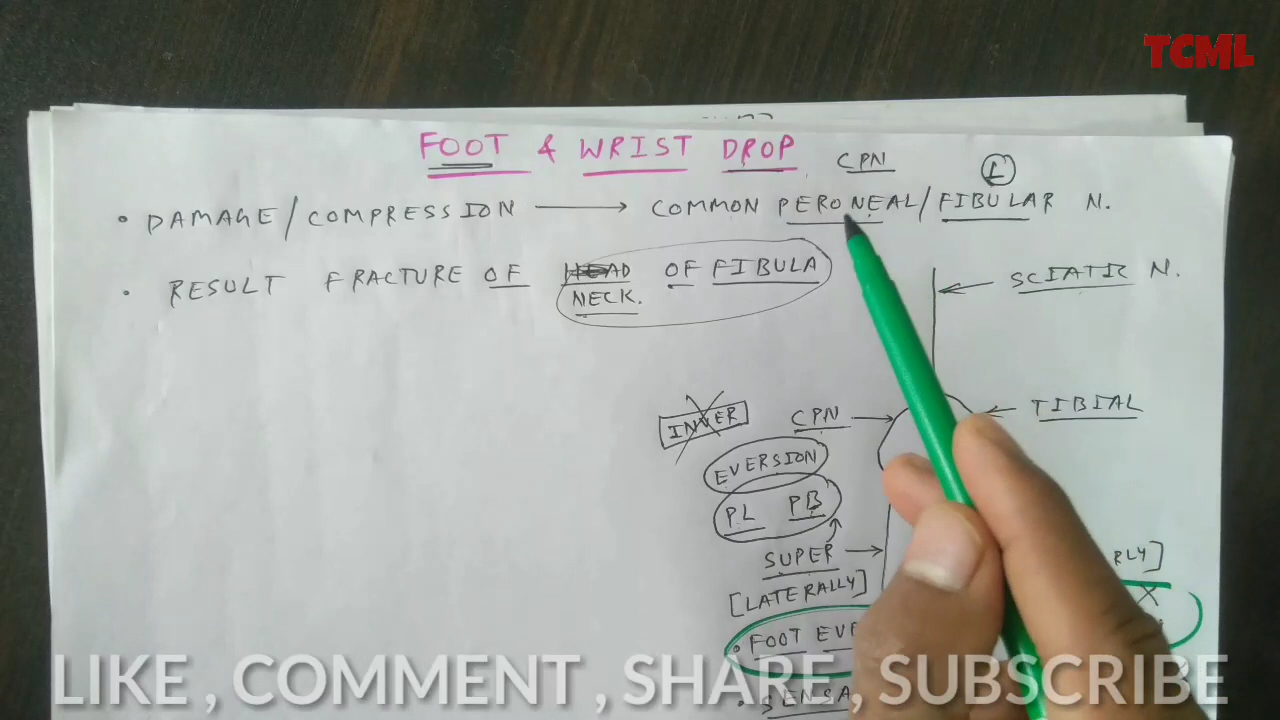 TCML
FOOT & WRIST DROP
CPN
L
• DAMAGE/COMPRESSION → COMMON PERONEAL/FIBULAR N.
• RESULT FRACTURE OF HEAD OF FIBULA
NECK.
SCIATIC N.
INVER CPN TIBIAL
EVERSION
PL PB
SUPER RLY]
[LATERALLY] X
• FOOT EVE
LIKE , COMMENT , SHARE , SUBSCRIBE
• SENSA